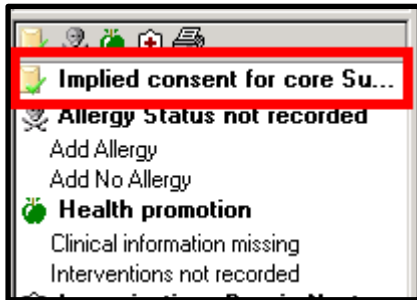 Implied consent for core Su...
Allergy Status not recorded
Add Allergy
Add No Allergy
Health promotion
Clinical information missing
Interventions not recorded